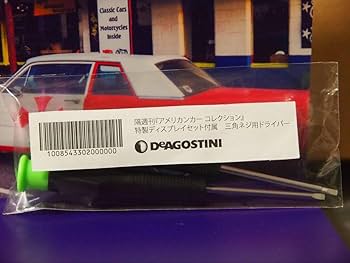 Classic Cars
and
Motorcycles
Inside
隔週刊『アメリカンカー コレクション』
特製ディスプレイセット付属　三角ネジ用ドライバー
1008543302000000
DeAGOSTINI